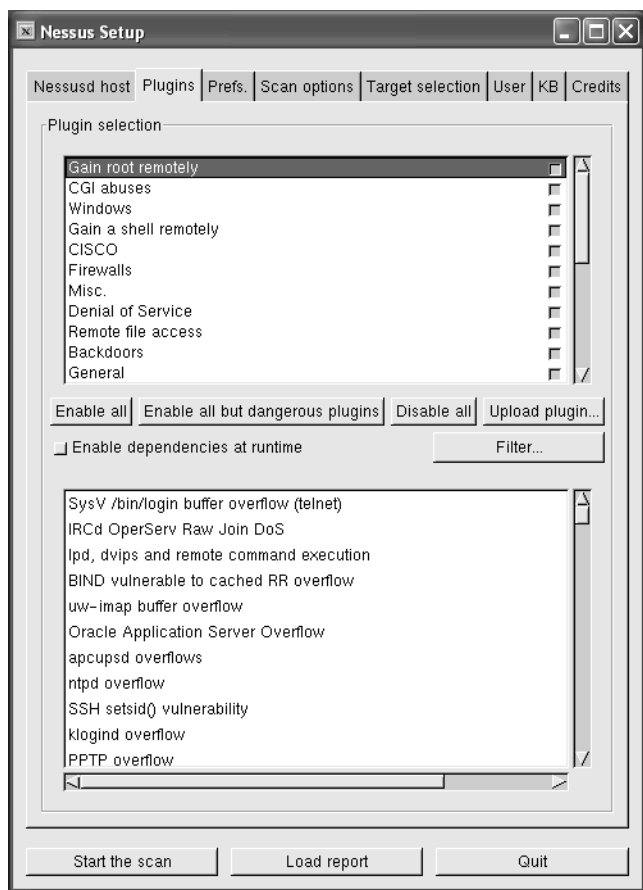 Nessus Setup
Nessusd host Plugins Prefs. Scan options Target selection User KB Credits
Plugin selection
Gain root remotely
CGI abuses
Windows
Gain a shell remotely
CISCO
Firewalls
Misc.
Denial of Service
Remote file access
Backdoors
General
Enable all Enable all but dangerous plugins Disable all Upload plugin...
Enable dependencies at runtime Filter...
SysV /bin/login buffer overflow (telnet)
IRCd OperServ Raw Join DoS
lpd, dvips and remote command execution
BIND vulnerable to cached RR overflow
uw-imap buffer overflow
Oracle Application Server Overflow
apcupsd overflows
ntpd overflow
SSH setsid() vulnerability
klogind overflow
PPTP overflow
Start the scan Load report Quit